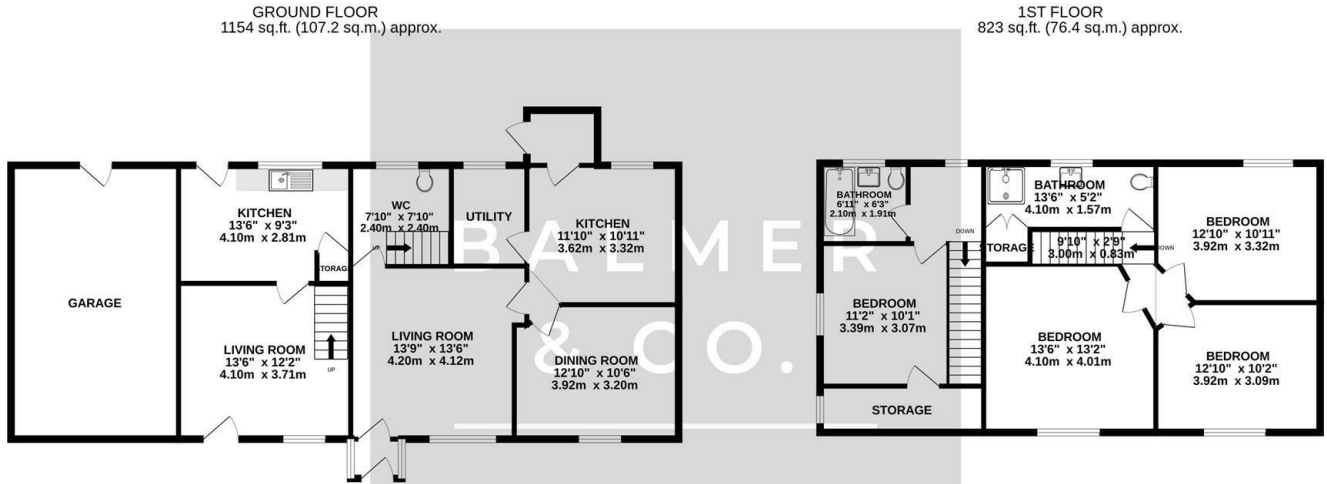 GROUND FLOOR
1154 sq.ft. (107.2 sq.m.) approx.
GARAGE
KITCHEN
13'6" x 9'3"
4.10m x 2.81m
STORAGE
LIVING ROOM
13'6" x 12'2"
4.10m x 3.71m
UP
WC
7'10" x 7'10"
2.40m x 2.40m
UP
UTILITY
KITCHEN
11'10" x 10'11"
3.62m x 3.32m
LIVING ROOM
13'9" x 13'6"
4.20m x 4.12m
DINING ROOM
12'10" x 10'6"
3.92m x 3.20m
BALMER
& CO.
1ST FLOOR
823 sq.ft. (76.4 sq.m.) approx.
BATHROOM
6'11" x 6'3"
2.10m x 1.91m
DOWN
BEDROOM
11'2" x 10'1"
3.39m x 3.07m
STORAGE
BATHROOM
13'6" x 5'2"
4.10m x 1.57m
STORAGE
9'10" x 2'9"
3.00m x 0.83m
DOWN
BEDROOM
13'6" x 13'2"
4.10m x 4.01m
BEDROOM
12'10" x 10'11"
3.92m x 3.32m
BEDROOM
12'10" x 10'2"
3.92m x 3.09m